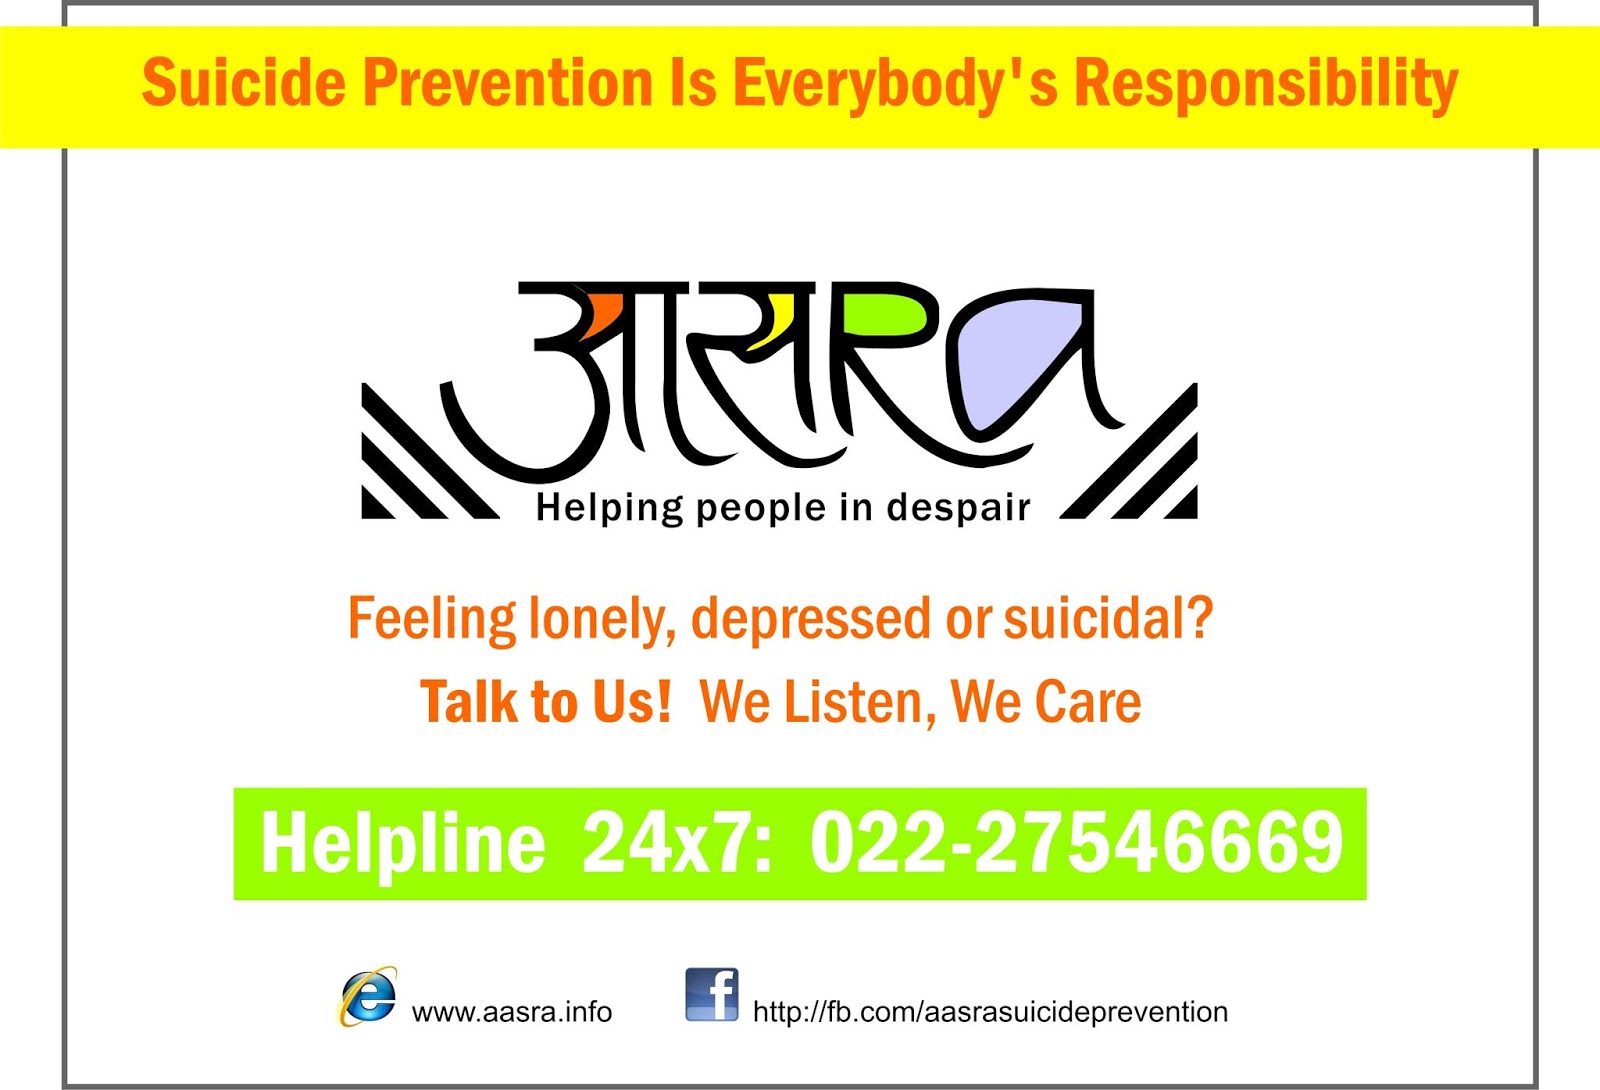 Suicide Prevention Is Everybody's Responsibility
आसRa
Helping people in despair
Feeling lonely, depressed or suicidal?
Talk to Us! We Listen, We Care
Helpline 24x7: 022-27546669
www.aasra.info
http://fb.com/aasrasuicideprevention